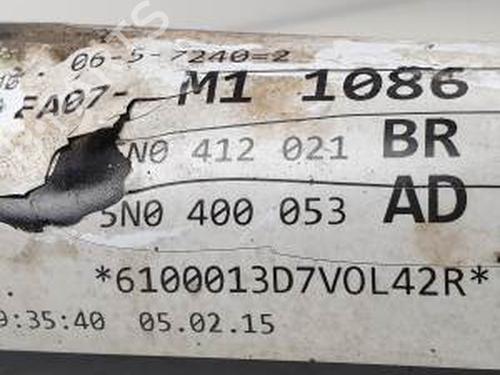 06-5-7240=2
EA07- M1 1086
5N0 412 021 BR
5N0 400 053 AD
*6100013D7VOL42R*
9:35:40 05.02.15